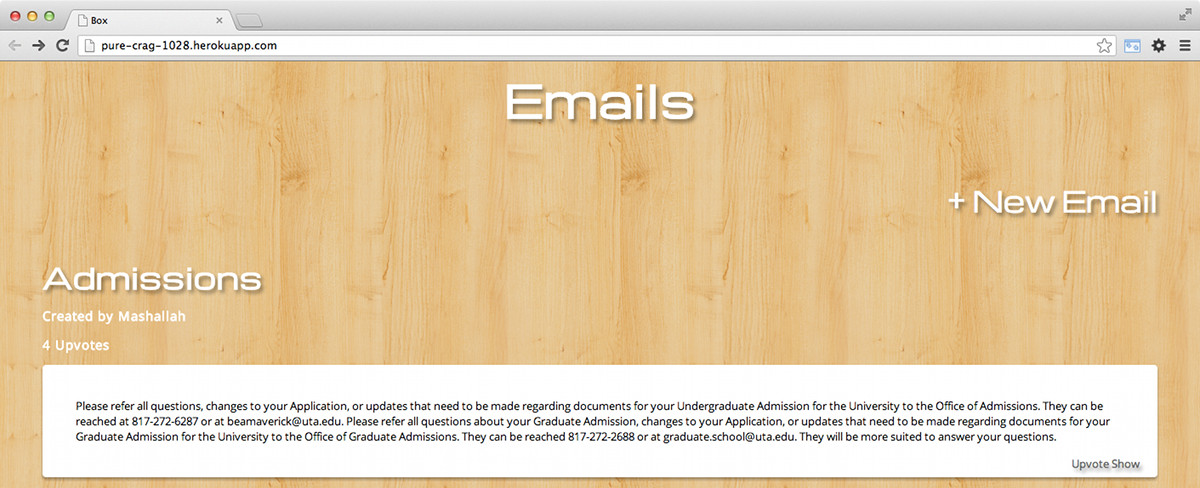 Box
pure-crag-1028.herokuapp.com
Emails
+ New Email
Admissions
Created by Mashallah
4 Upvotes
Please refer all questions, changes to your Application, or updates that need to be made regarding documents for your Undergraduate Admission for the University to the Office of Admissions. They can be
reached at 817-272-6287 or at beamaverick@uta.edu. Please refer all questions about your Graduate Admission, changes to your Application, or updates that need to be made regarding documents for your
Graduate Admission for the University to the Office of Graduate Admissions. They can be reached 817-272-2688 or at graduate.school@uta.edu. They will be more suited to answer your questions.
Upvote Show